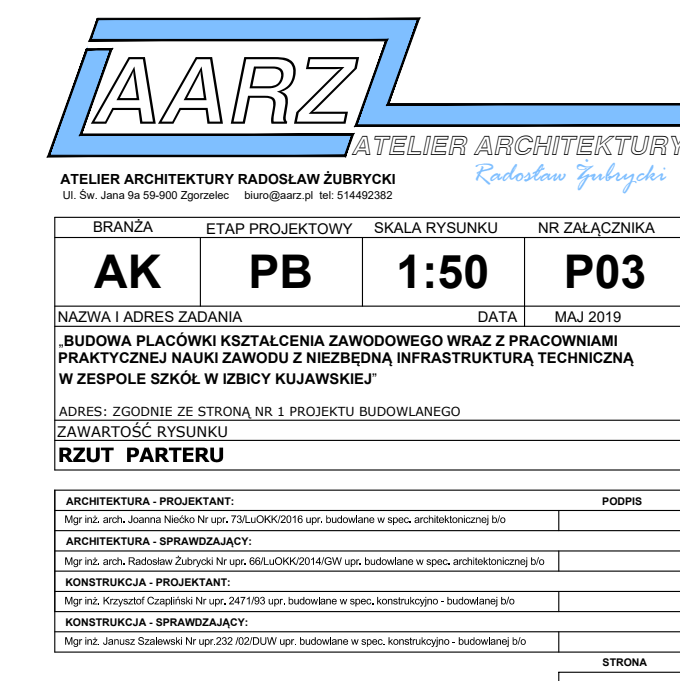 AARZ
ATELIER ARCHITEKTURY
Radosław Żubrycki
ATELIER ARCHITEKTURY RADOSŁAW ŻUBRYCKI
Ul. Św. Jana 9a 59-900 Zgorzelec biuro@aarz.pl tel: 514492382
BRANŻA ETAP PROJEKTOWY SKALA RYSUNKU NR ZAŁĄCZNIKA
AK PB 1:50 P03
NAZWA I ADRES ZADANIA DATA MAJ 2019
„BUDOWA PLACÓWKI KSZTAŁCENIA ZAWODOWEGO WRAZ Z PRACOWNIAMI
PRAKTYCZNEJ NAUKI ZAWODU Z NIEZBĘDNĄ INFRASTRUKTURĄ TECHNICZNĄ
W ZESPOLE SZKÓŁ W IZBICY KUJAWSKIEJ”
ADRES: ZGODNIE ZE STRONĄ NR 1 PROJEKTU BUDOWLANEGO
ZAWARTOŚĆ RYSUNKU
RZUT PARTERU
ARCHITEKTURA - PROJEKTANT: PODPIS
Mgr inż. arch. Joanna Niećko Nr upr. 73/LuOKK/2016 upr. budowlane w spec. architektonicznej b/o
ARCHITEKTURA - SPRAWDZAJĄCY:
Mgr inż. arch. Radosław Żubrycki Nr upr. 66/LuOKK/2014/GW upr. budowlane w spec. architektonicznej b/o
KONSTRUKCJA - PROJEKTANT:
Mgr inż. Krzysztof Czapliński Nr upr. 2471/93 upr. budowlane w spec. konstrukcyjno - budowlanej b/o
KONSTRUKCJA - SPRAWDZAJĄCY:
Mgr inż. Janusz Szalewski Nr upr.232 /02/DUW upr. budowlane w spec. konstrukcyjno - budowlanej b/o
STRONA